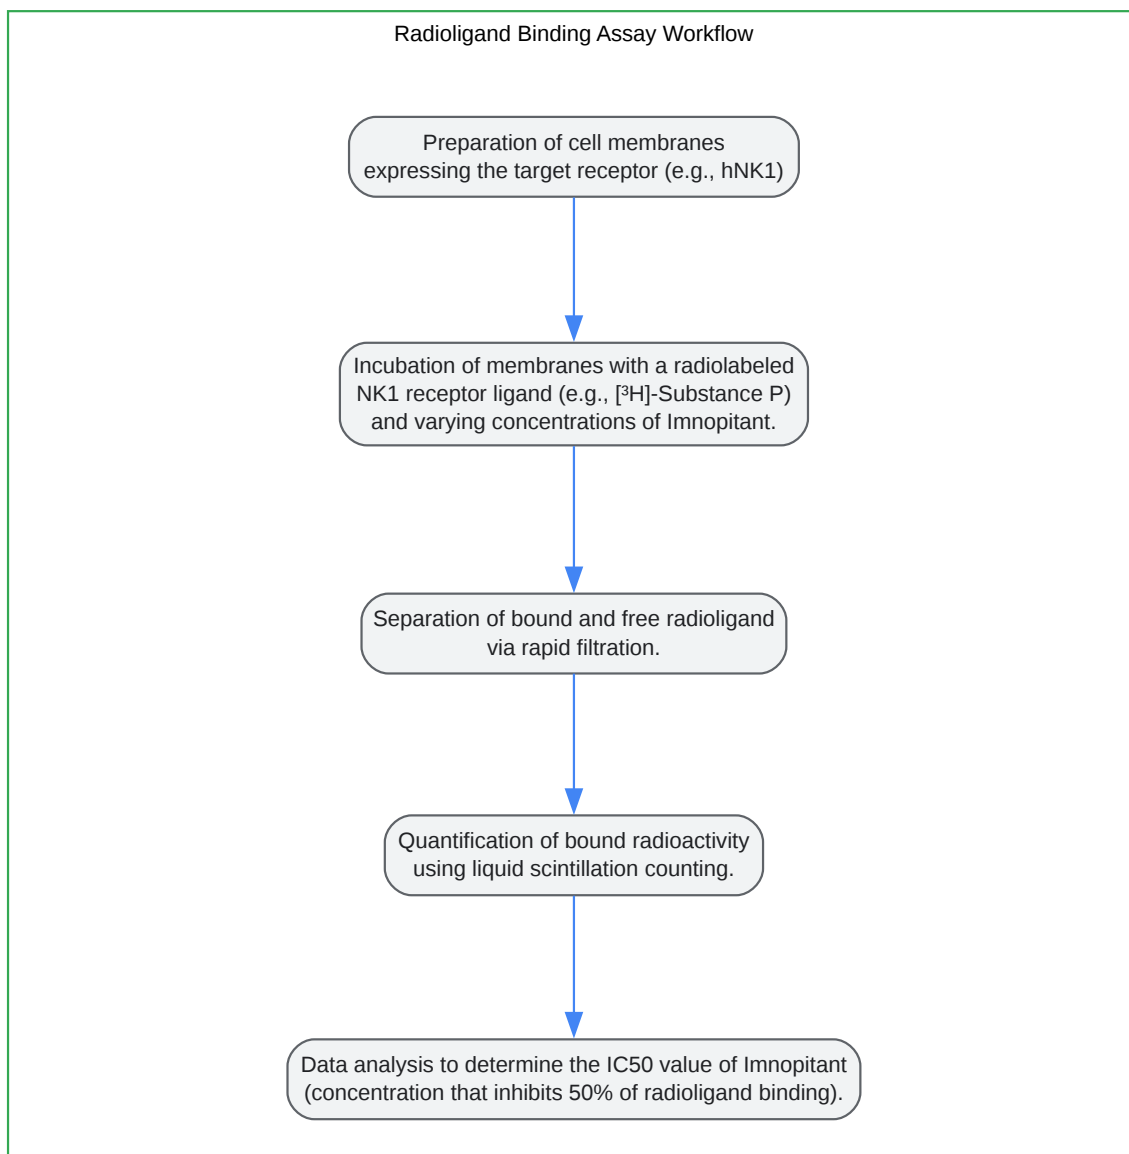 Radioligand Binding Assay Workflow
Preparation of cell membranes
expressing the target receptor (e.g., hNK1)
Incubation of membranes with a radiolabeled
NK1 receptor ligand (e.g., [³H]-Substance P)
and varying concentrations of Imnopitant.
Separation of bound and free radioligand
via rapid filtration.
Quantification of bound radioactivity
using liquid scintillation counting.
Data analysis to determine the IC50 value of Imnopitant
(concentration that inhibits 50% of radioligand binding).